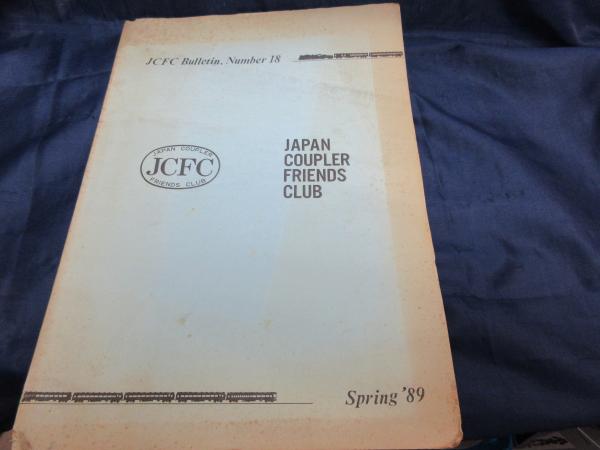 JCFC Bulletin, Number 18
JAPAN COUPLER
JCFC
FRIENDS CLUB
JAPAN
COUPLER
FRIENDS
CLUB
Spring '89